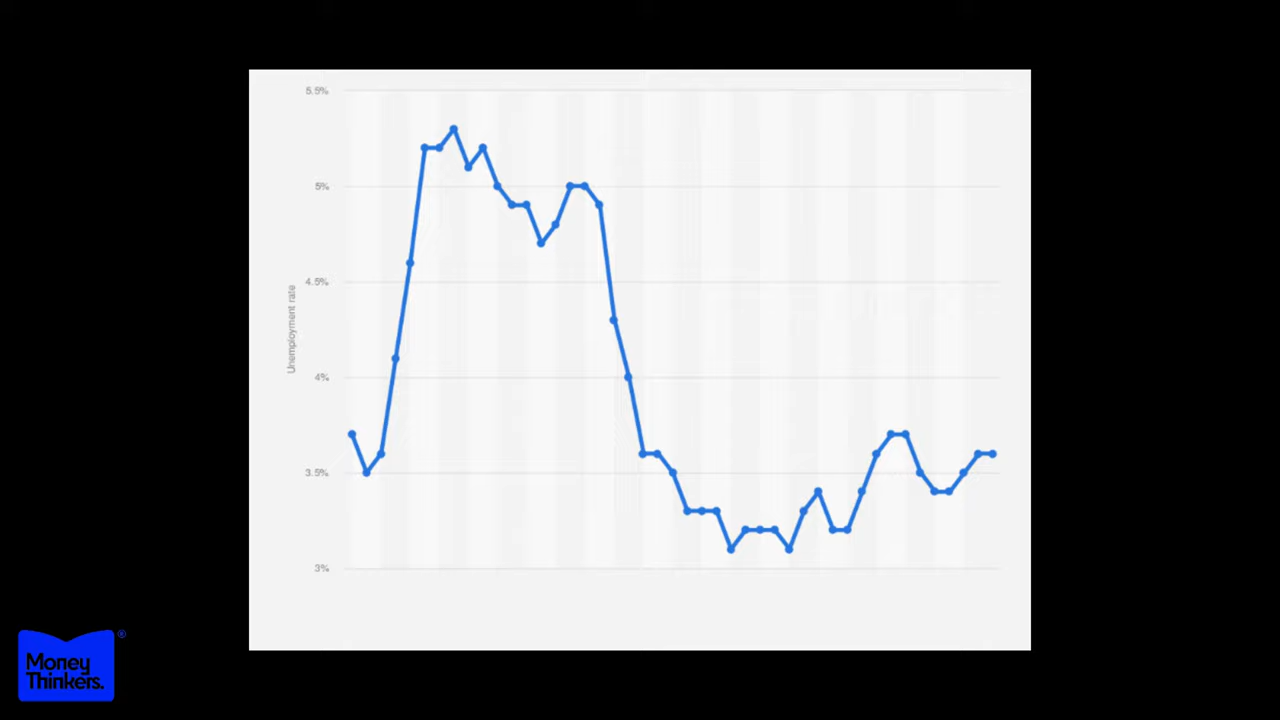 5.5%
5%
4.5%
4%
3.5%
3%
Unemployment rate
Money
Thinkers.
®